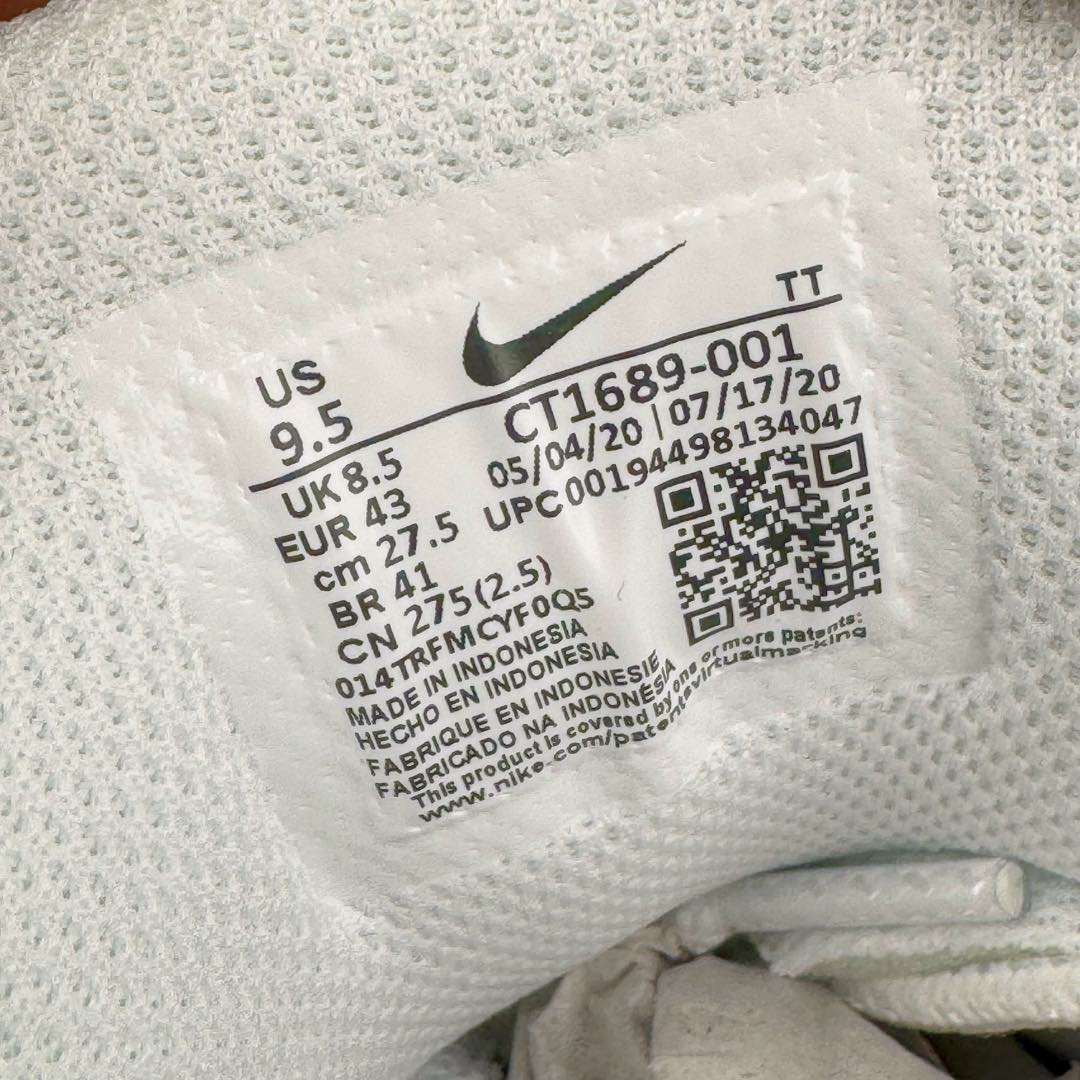 TT
US
9.5
CT1689-001
UK 8.5
05/04/20 | 07/17/20
EUR 43
UPC 00194498134047
cm 27.5
BR 41
CN 275(2.5)
014TRFMCYF0Q5
MADE IN INDONESIA
HECHO EN INDONESIA
FABRIQUE EN INDONESIE
FABRICADO NA INDONÉSIA
This product is covered by one or more patents:
www.nike.com/patentsvirtualmarking